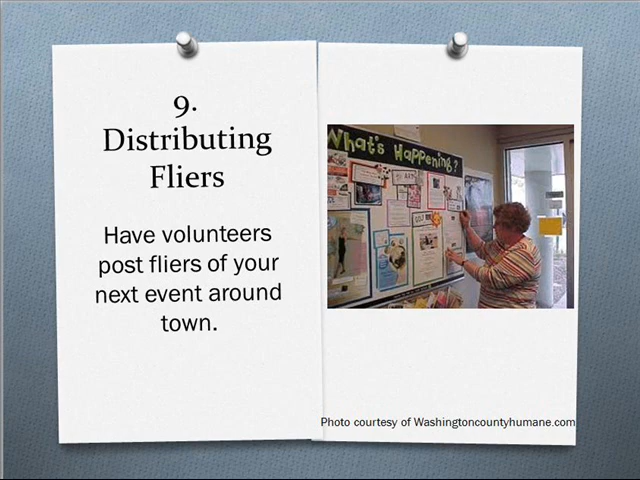 9.
Distributing
Fliers
Have volunteers
post fliers of your
next event around
town.
What's Happening?
Photo courtesy of Washingtoncountyhumane.com